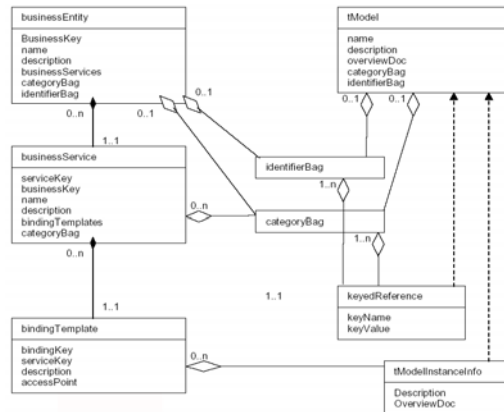 businessEntity
BusinessKey
name
description
businessServices
categoryBag
identifierBag
tModel
name
description
overviewDoc
categoryBag
identifierBag
0..n
0..1
0..1
0..1
0..1
1..1
businessService
serviceKey
businessKey
name
description
bindingTemplates
categoryBag
identifierBag
1..n
0..n
categoryBag
1..n
0..n
1..1
1..1
keyedReference
keyName
keyValue
bindingTemplate
bindingKey
serviceKey
description
accessPoint
0..n
tModelInstanceInfo
Description
OverviewDoc